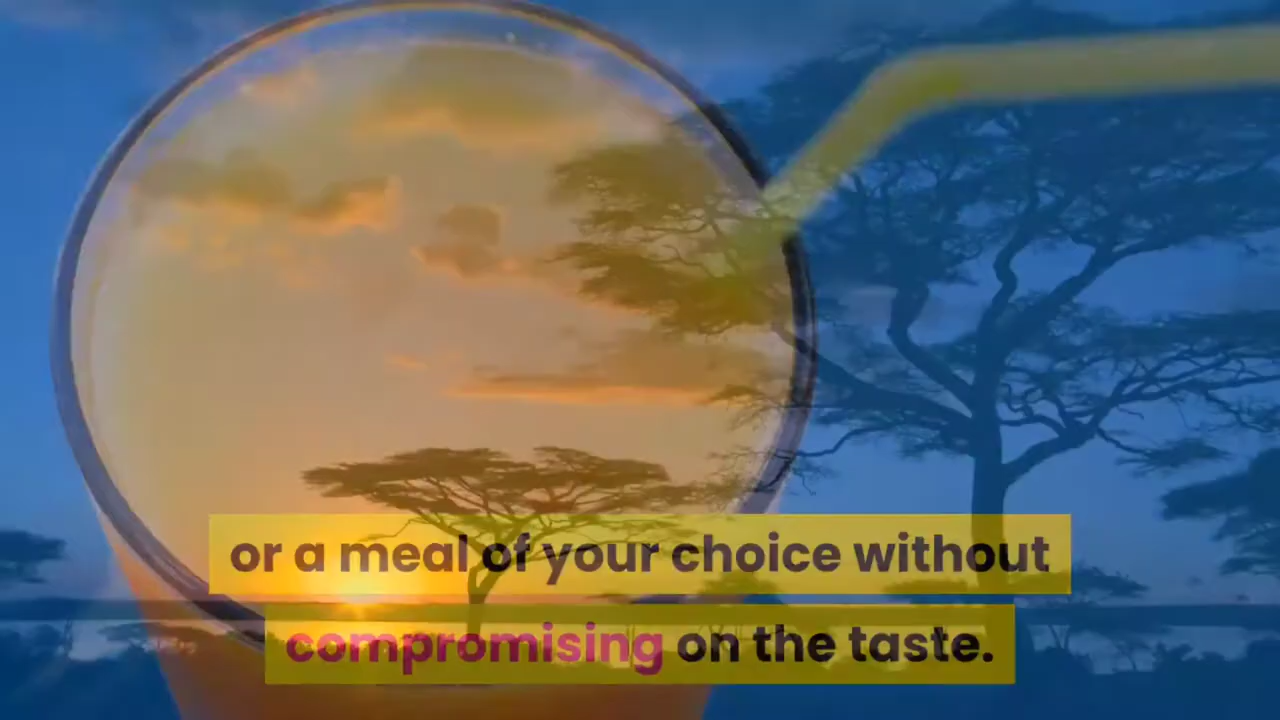 or a meal of your choice without
compromising on the taste.